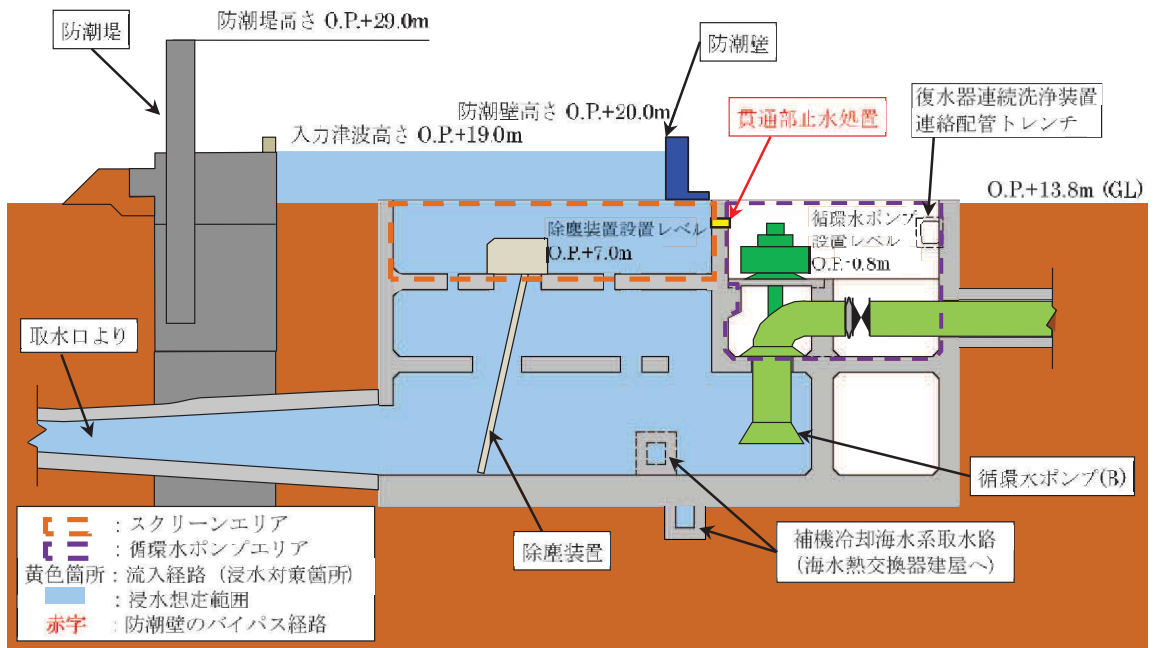 防潮堤高さ O.P.+29.0m
防潮堤
防潮壁
防潮壁高さ O.P.+20.0m
入力津波高さ O.P.+19.0m
貫通部止水処置
復水器連続洗浄装置
連絡配管トレンチ
O.P.+13.8m (GL)
除塵装置設置レベル
O.P.+7.0m
循環水ポンプ
設置レベル
O.P.-0.8m
取水口より
循環水ポンプ(B)
除塵装置
補機冷却海水系取水路
(海水熱交換器建屋へ)
：スクリーンエリア
：循環水ポンプエリア
黄色箇所：流入経路（浸水対策箇所）
：浸水想定範囲
赤字：防潮壁のバイパス経路